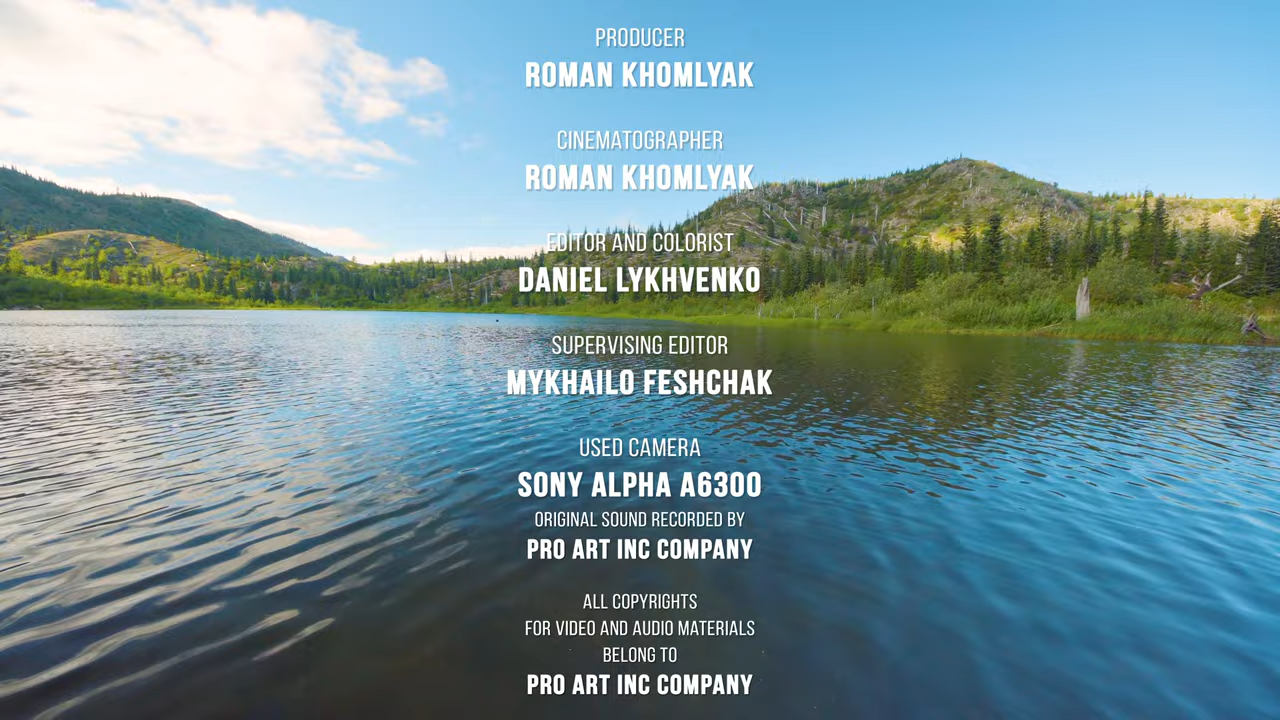 PRODUCER
ROMAN KHOMLYAK
CINEMATOGRAPHER
ROMAN KHOMLYAK
EDITOR AND COLORIST
DANIEL LYKHVENKO
SUPERVISING EDITOR
MYKHAILO FESHCHAK
USED CAMERA
SONY ALPHA A6300
ORIGINAL SOUND RECORDED BY
PRO ART INC COMPANY
ALL COPYRIGHTS
FOR VIDEO AND AUDIO MATERIALS
BELONG TO
PRO ART INC COMPANY